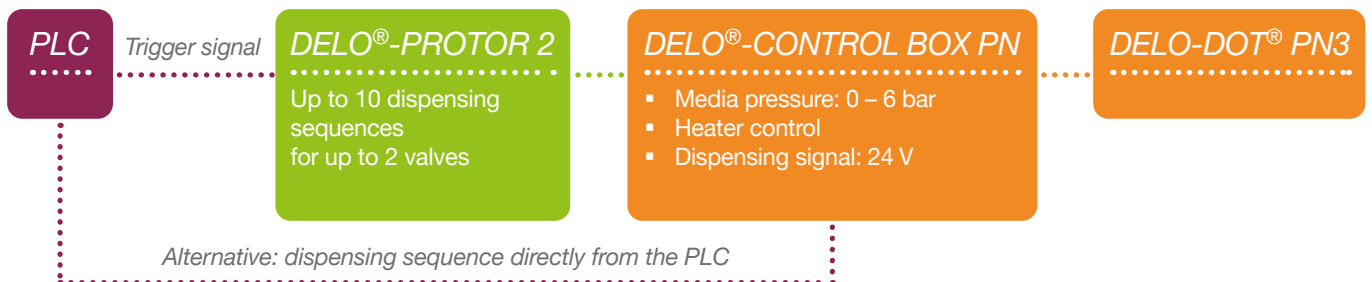 PLC
Trigger signal
DELO®-PROTOR 2
Up to 10 dispensing
sequences
for up to 2 valves
DELO®-CONTROL BOX PN
▪ Media pressure: 0 – 6 bar
▪ Heater control
▪ Dispensing signal: 24 V
DELO-DOT® PN3
Alternative: dispensing sequence directly from the PLC